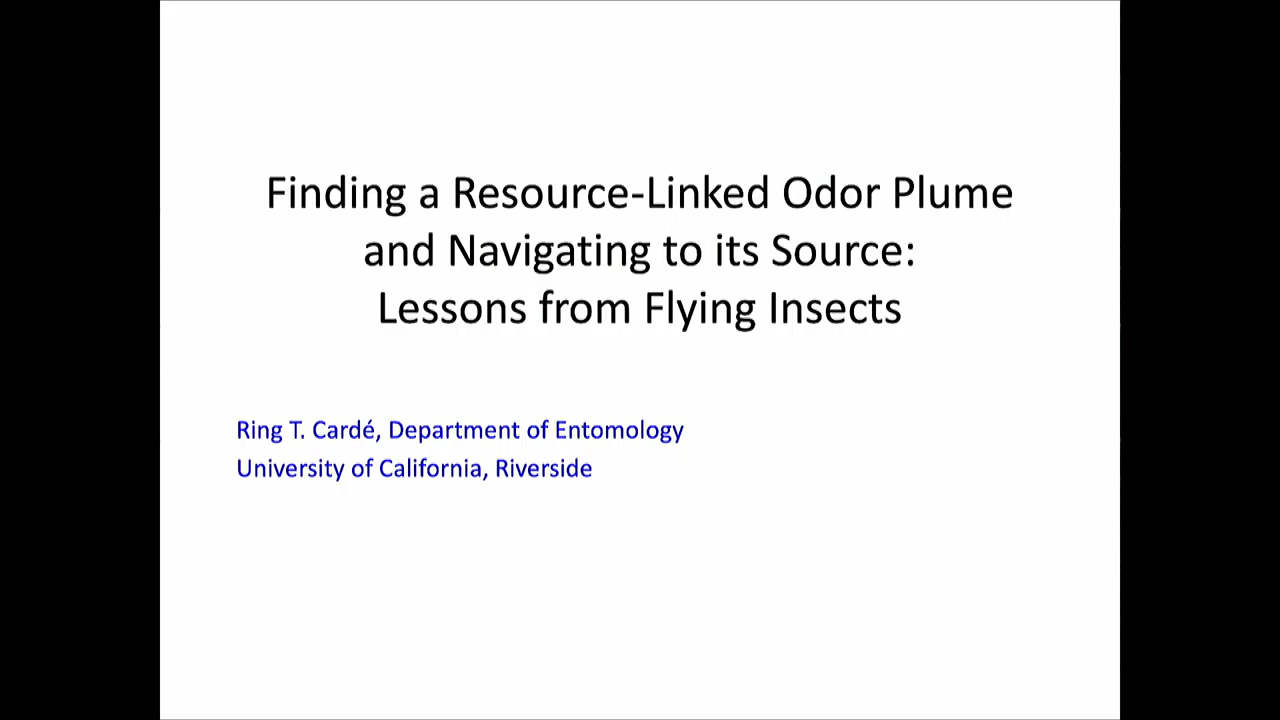 Finding a Resource-Linked Odor Plume
and Navigating to its Source:
Lessons from Flying Insects
Ring T. Cardé, Department of Entomology
University of California, Riverside